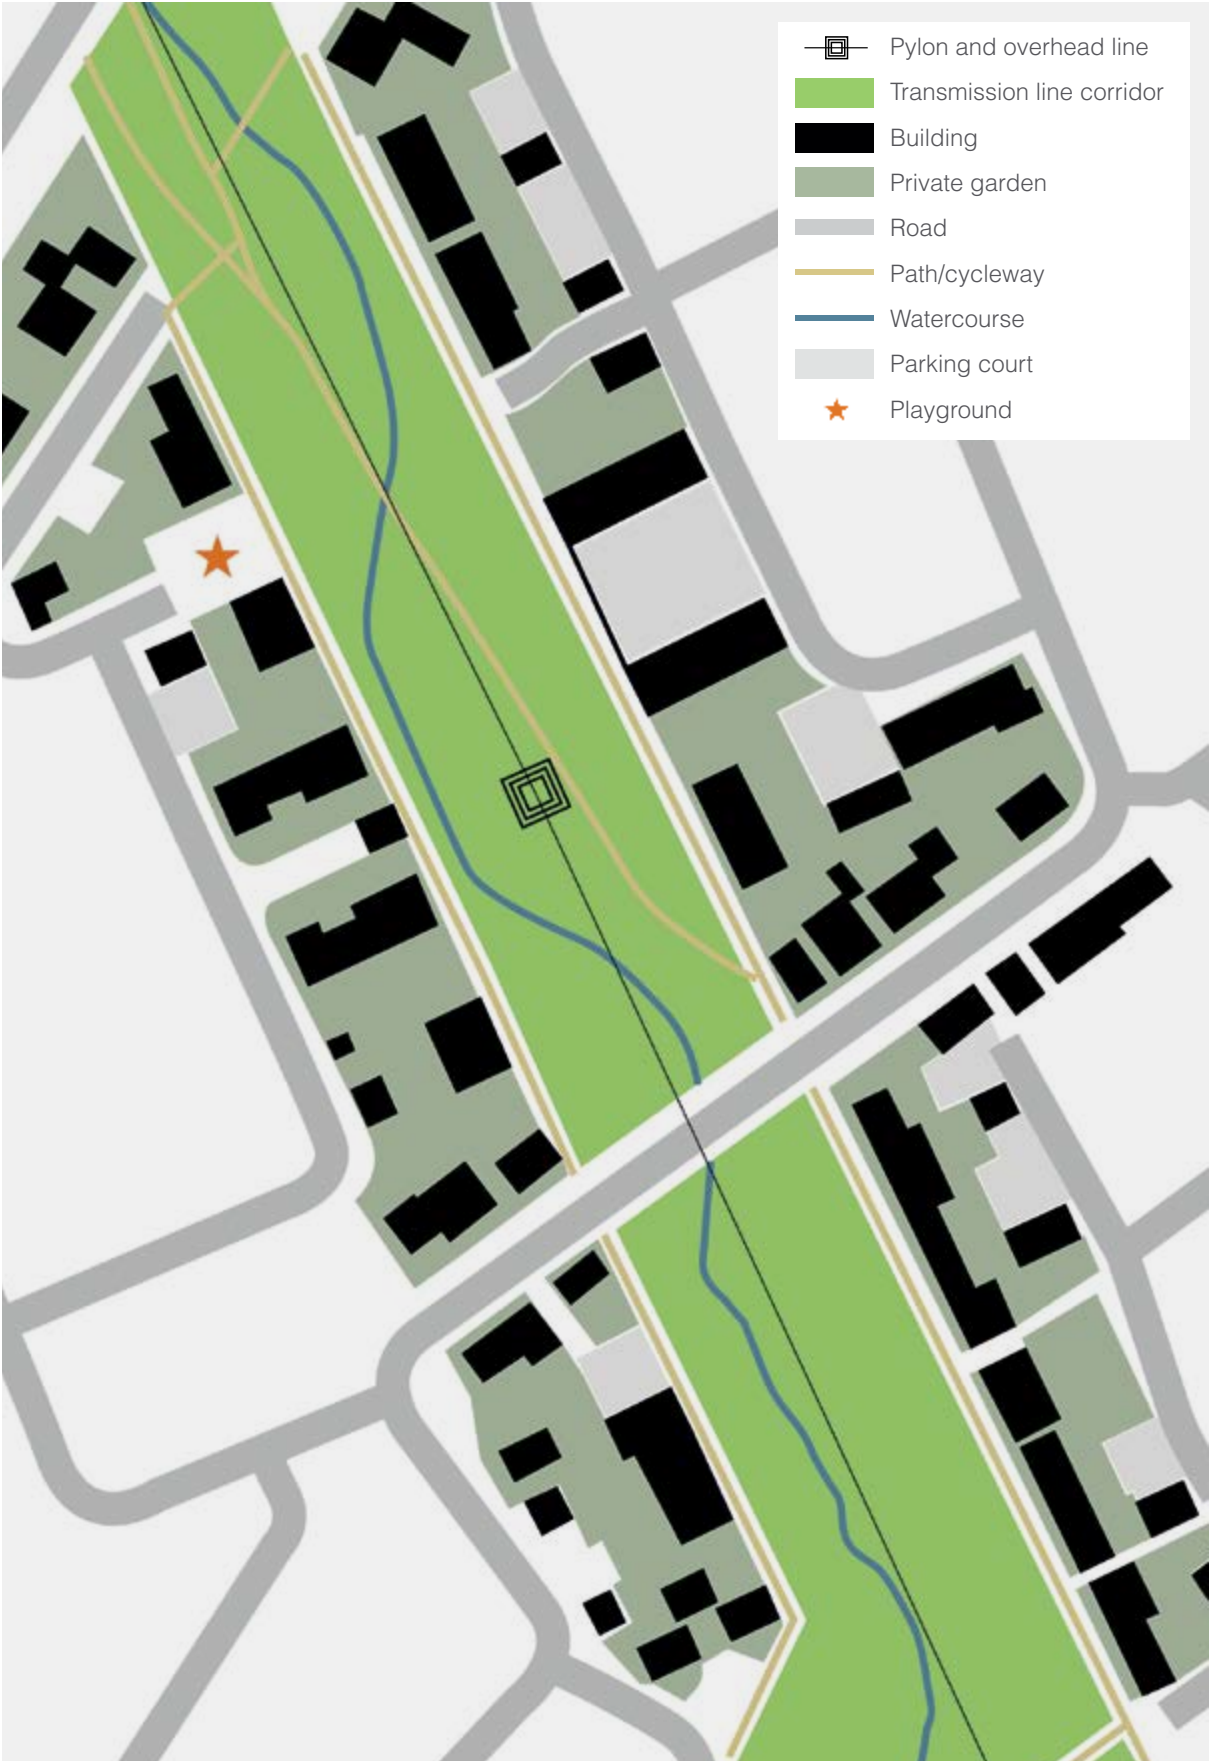 Pylon and overhead line
Transmission line corridor
Building
Private garden
Road
Path/cycleway
Watercourse
Parking court
Playground